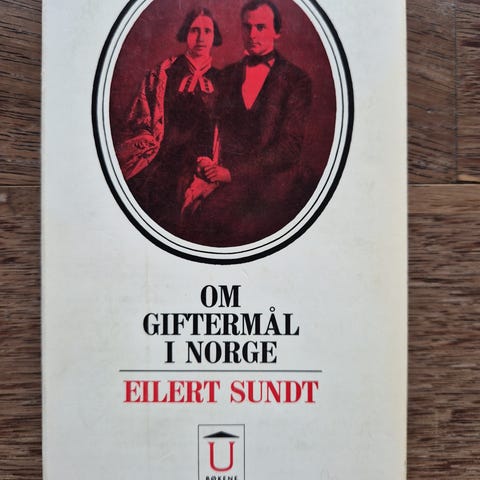 OM
GIFTERMÅL
I NORGE
EILERT SUNDT
U
BØKENE